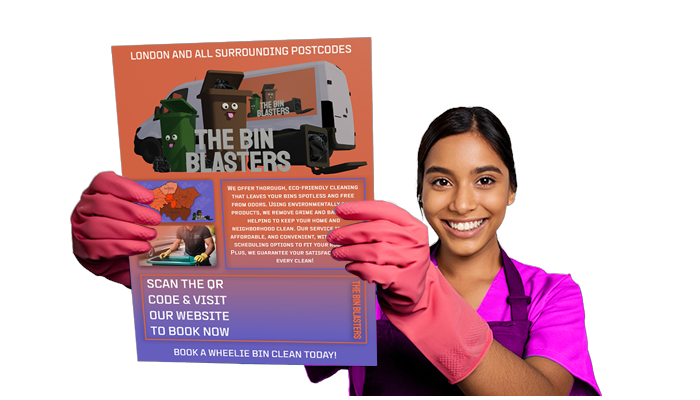 LONDON AND ALL SURROUNDING POSTCODES
THE BIN
BLASTERS
THE BIN
BLASTERS
WE OFFER THOROUGH, ECO-FRIENDLY CLEANING
THAT LEAVES YOUR BINS SPOTLESS AND FREE
FROM ODORS. USING ENVIRONMENTALLY
PRODUCTS, WE REMOVE GRIME AND
HELPING TO KEEP YOUR HOME AND
NEIGHBORHOOD CLEAN. OUR SERVICE
AFFORDABLE, AND CONVENIENT,
SCHEDULING OPTIONS TO FIT YOUR
PLUS, WE GUARANTEE YOUR
EVERY CLEAN!
SCAN THE QR
CODE & VISIT
OUR WEBSITE
TO BOOK NOW
THE BIN BLASTERS
BOOK A WHEELIE BIN CLEAN TODAY!